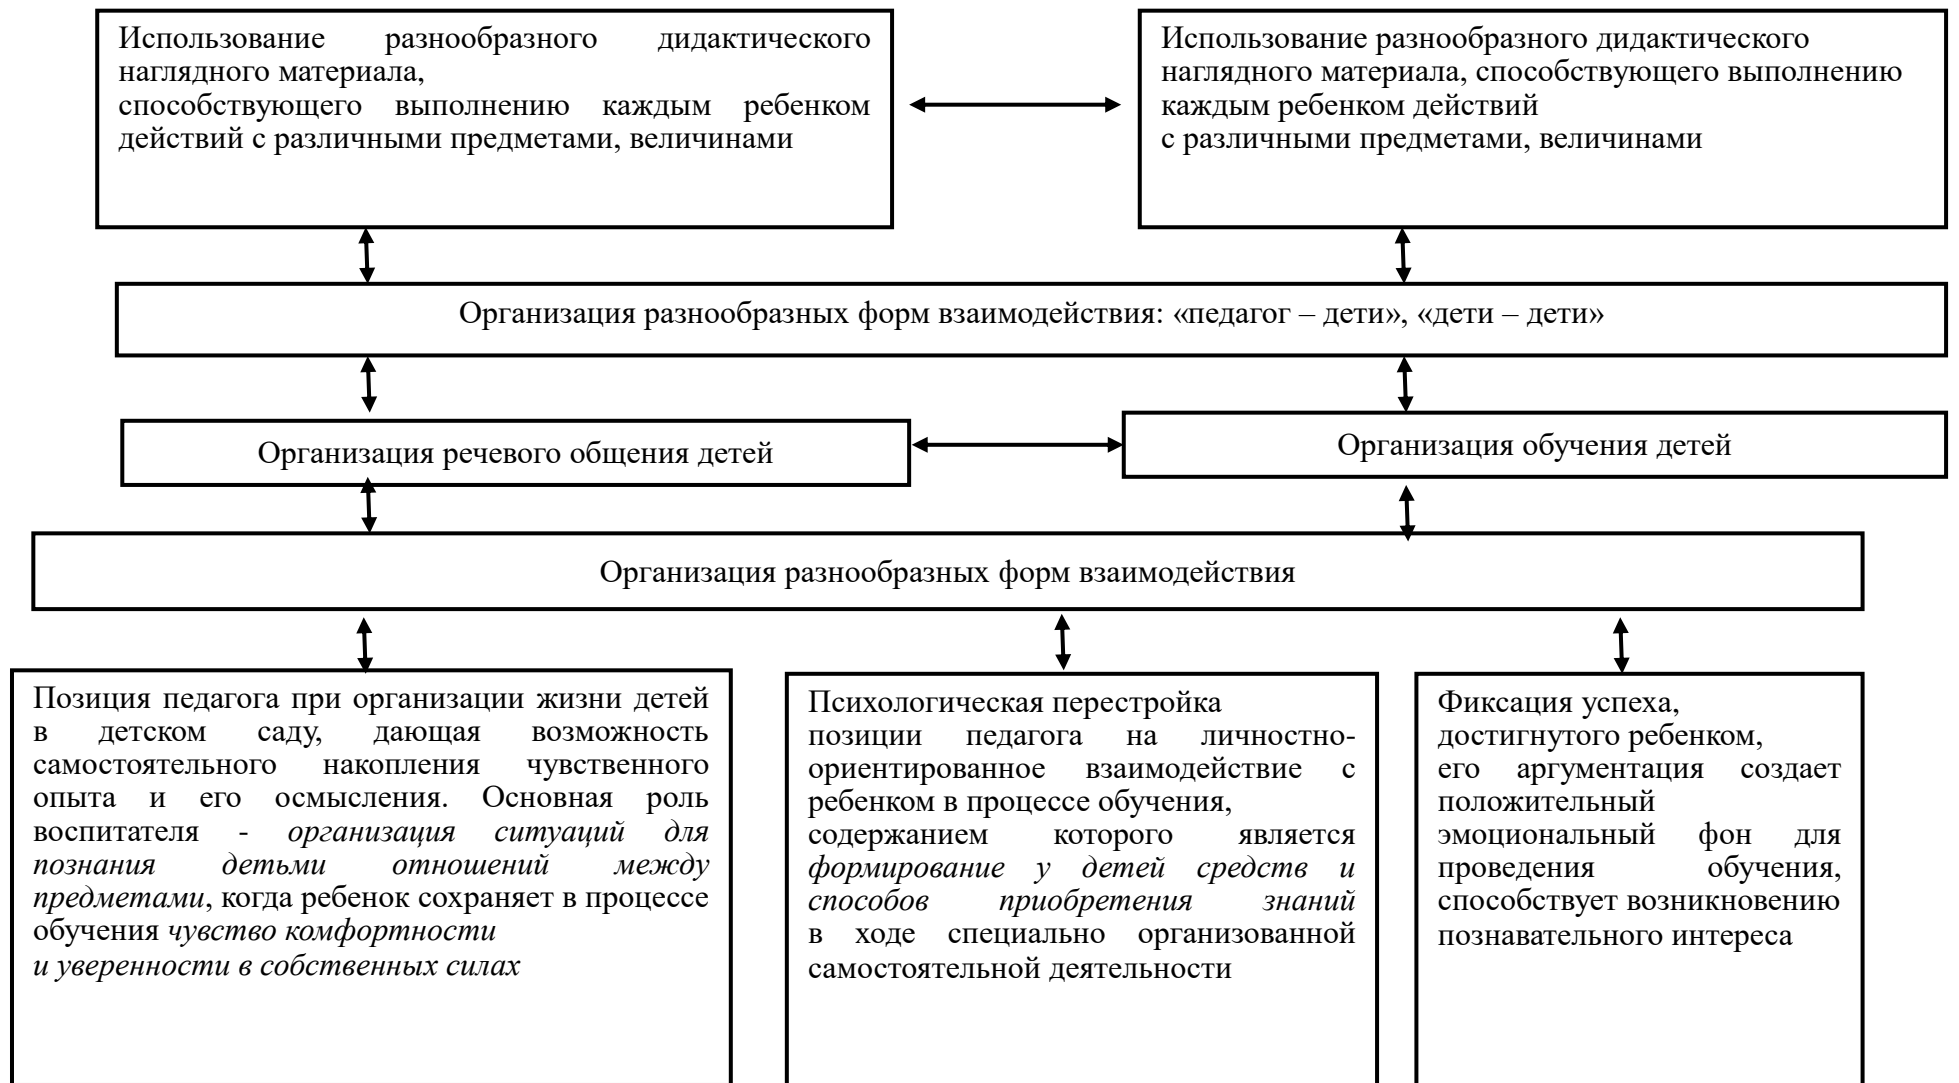 Использование разнообразного дидактического
наглядного материала,
способствующего выполнению каждым ребенком
действий с различными предметами, величинами
Использование разнообразного дидактического
наглядного материала, способствующего выполнению
каждым ребенком действий
с различными предметами, величинами
Организация разнообразных форм взаимодействия: «педагог – дети», «дети – дети»
Организация речевого общения детей
Организация обучения детей
Организация разнообразных форм взаимодействия
Позиция педагога при организации жизни детей
в детском саду, дающая возможность
самостоятельного накопления чувственного
опыта и его осмысления. Основная роль
воспитателя - организация ситуаций для
познания детьми отношений между
предметами, когда ребенок сохраняет в процессе
обучения чувство комфортности
и уверенности в собственных силах
Психологическая перестройка
позиции педагога на личностно-
ориентированное взаимодействие с
ребенком в процессе обучения,
содержанием которого является
формирование у детей средств и
способов приобретения знаний
в ходе специально организованной
самостоятельной деятельности
Фиксация успеха,
достигнутого ребенком,
его аргументация создает
положительный
эмоциональный фон для
проведения обучения,
способствует возникновению
познавательного интереса